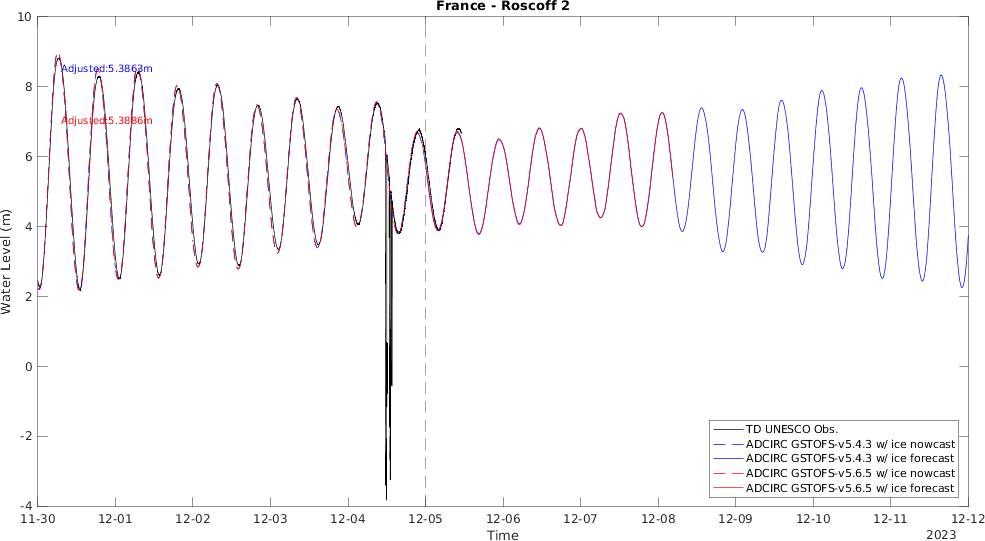 France - Roscoff 2
10
8
6
4
2
0
-2
-4
Water Level (m)
Adjusted:5.3863m
Adjusted:5.3886m
TD UNESCO Obs.
ADCIRC GSTOFS-v5.4.3 w/ ice nowcast
ADCIRC GSTOFS-v5.4.3 w/ ice forecast
ADCIRC GSTOFS-v5.6.5 w/ ice nowcast
ADCIRC GSTOFS-v5.6.5 w/ ice forecast
11-30 12-01 12-02 12-03 12-04 12-05 12-06 12-07 12-08 12-09 12-10 12-11 12-12
Time
2023